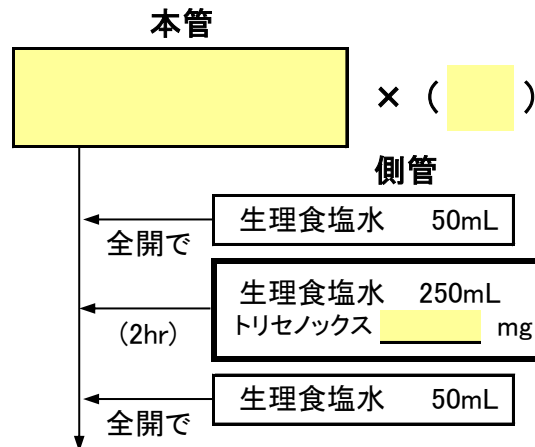 本管
× ( )
側管
生理食塩水 50mL
全開で
生理食塩水 250mL
トリセノックス mg
(2hr)
生理食塩水 50mL
全開で